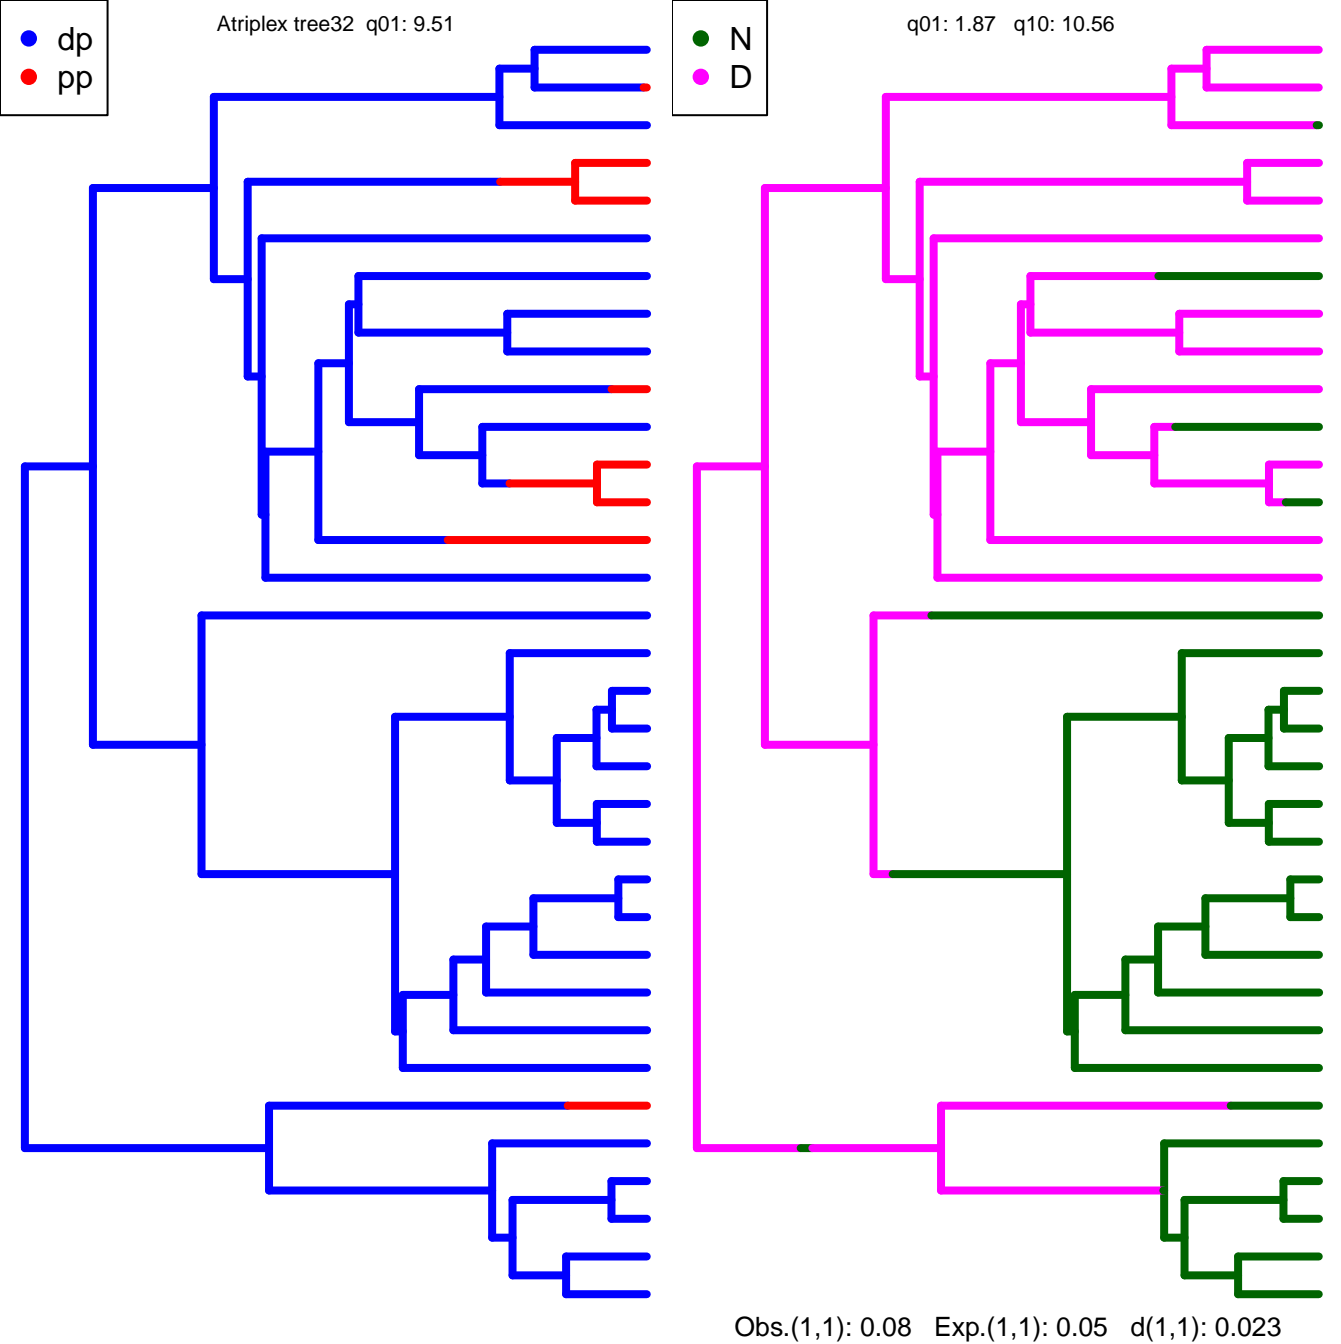 Atriplex tree32  q01: 9.51
dp
pp
q01: 1.87   q10: 10.56
N
D
Obs.(1,1): 0.08   Exp.(1,1): 0.05   d(1,1): 0.023